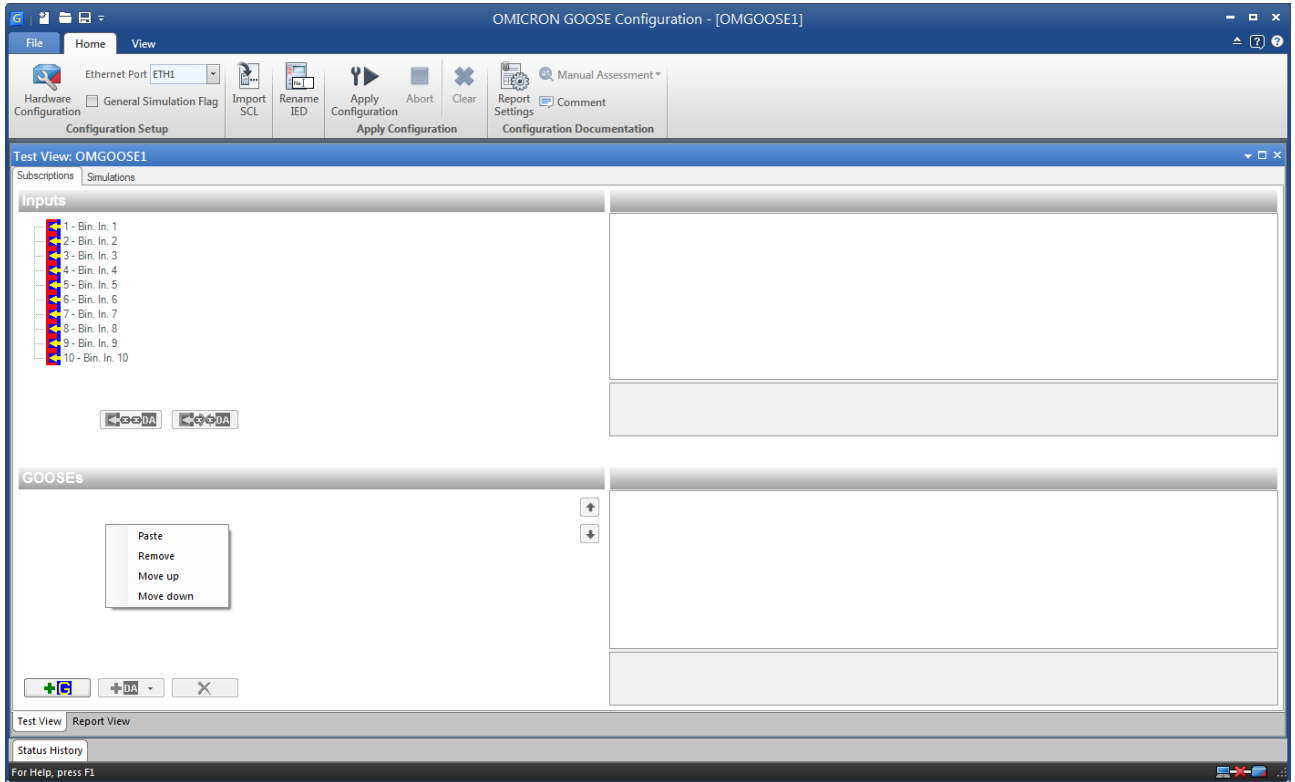 OMICRON GOOSE Configuration - [OMGOOSE1]
File Home View
Hardware Configuration
Ethernet Port ETH1
General Simulation Flag
Configuration Setup
Import SCL
Rename IED
Apply Configuration
Abort
Clear
Apply Configuration
Report Settings
Manual Assessment
Comment
Configuration Documentation
Test View: OMGOOSE1
Subscriptions Simulations
Inputs
1 - Bin. In. 1
2 - Bin. In. 2
3 - Bin. In. 3
4 - Bin. In. 4
5 - Bin. In. 5
6 - Bin. In. 6
7 - Bin. In. 7
8 - Bin. In. 8
9 - Bin. In. 9
10 - Bin. In. 10
DA DA
GOOSEs
Paste
Remove
Move up
Move down
G DA
Test View Report View
Status History
For Help, press F1